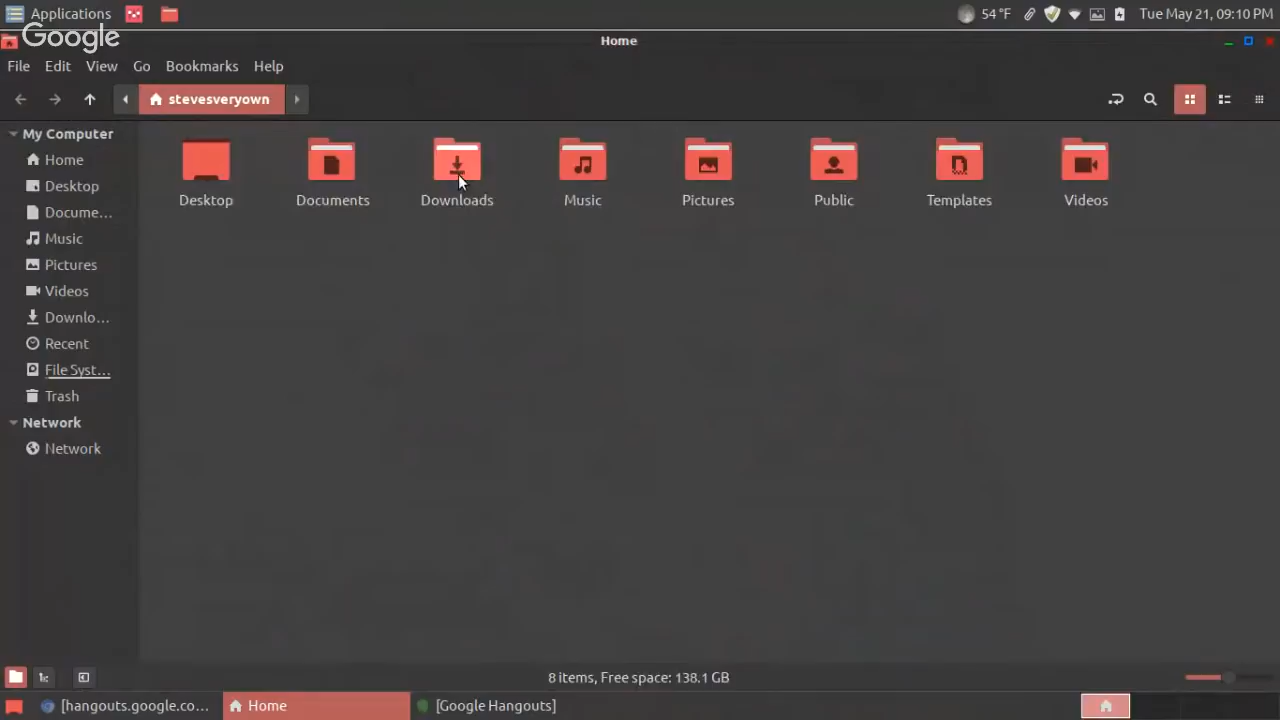 Applications
54 °F
Tue May 21, 09:10 PM
Google
Home
File Edit View Go Bookmarks Help
stevesveryown
My Computer
Home
Desktop
Docume...
Music
Pictures
Videos
Downlo...
Recent
File Syst...
Trash
Network
Network
Desktop
Documents
Downloads
Music
Pictures
Public
Templates
Videos
8 items, Free space: 138.1 GB
[hangouts.google.co...
Home
[Google Hangouts]